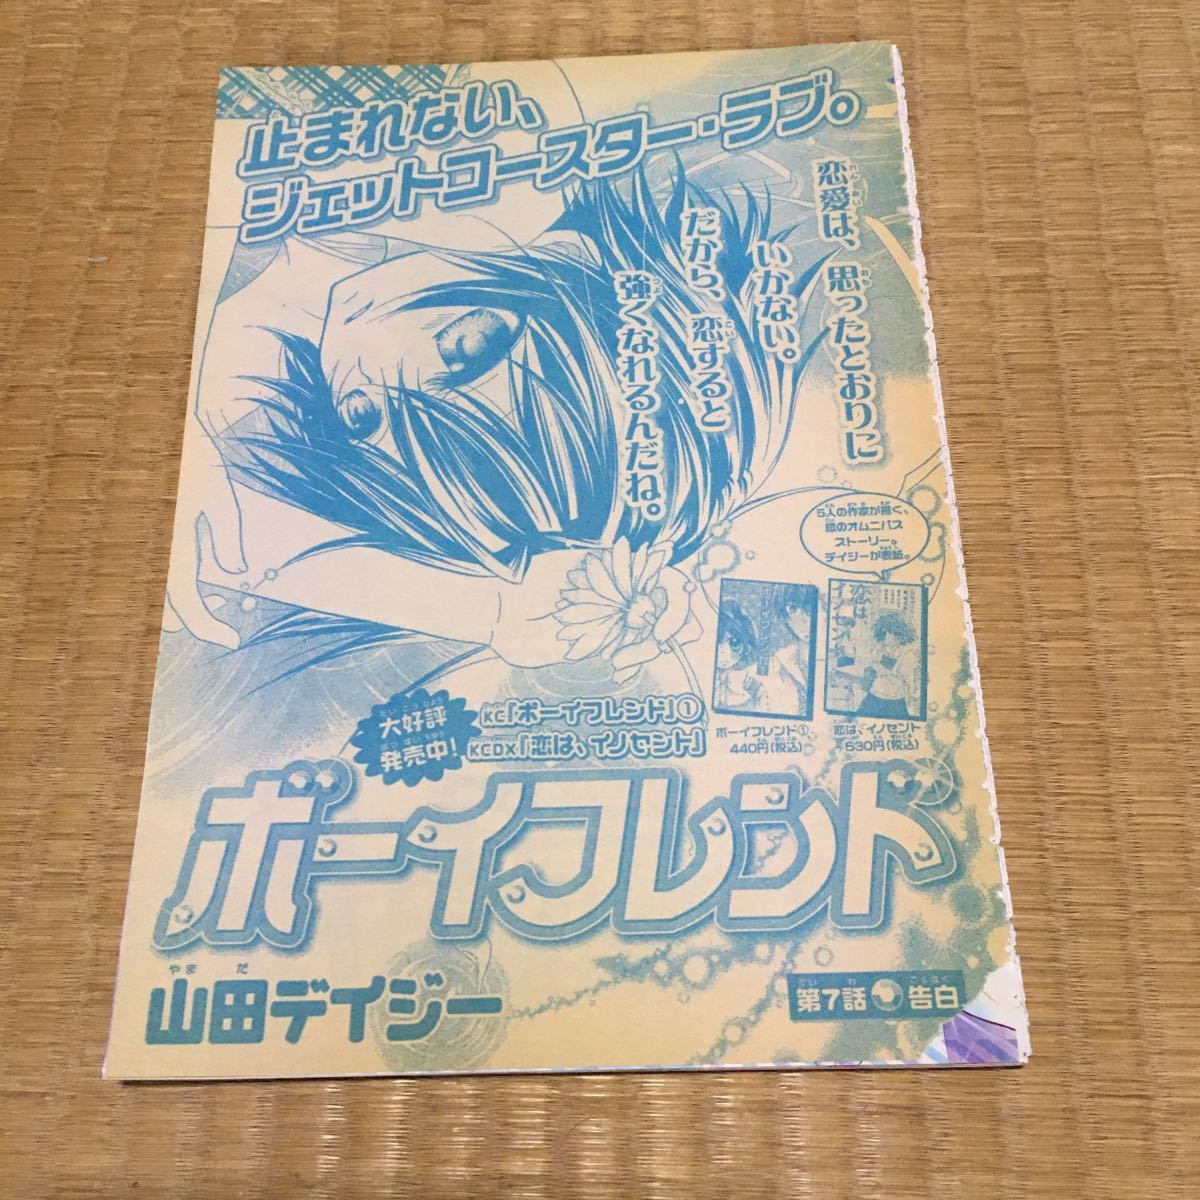 止まれない、
ジェットコースター・ラブ。
恋愛は、思ったとおりに
いかない。
だから、恋すると
強くなれるんだね。
5人の作家が描く、
恋のオムニバス
ストーリー。
デイジーが表紙。
大好評
発売中!
KC「ボーイフレンド」①
KCDX「恋は、イノセント」
ボーイフレンド①
440円(税込)
恋は、イノセント
530円(税込)
ボーイフレンド
やまだ
山田デイジー
第7話 告白